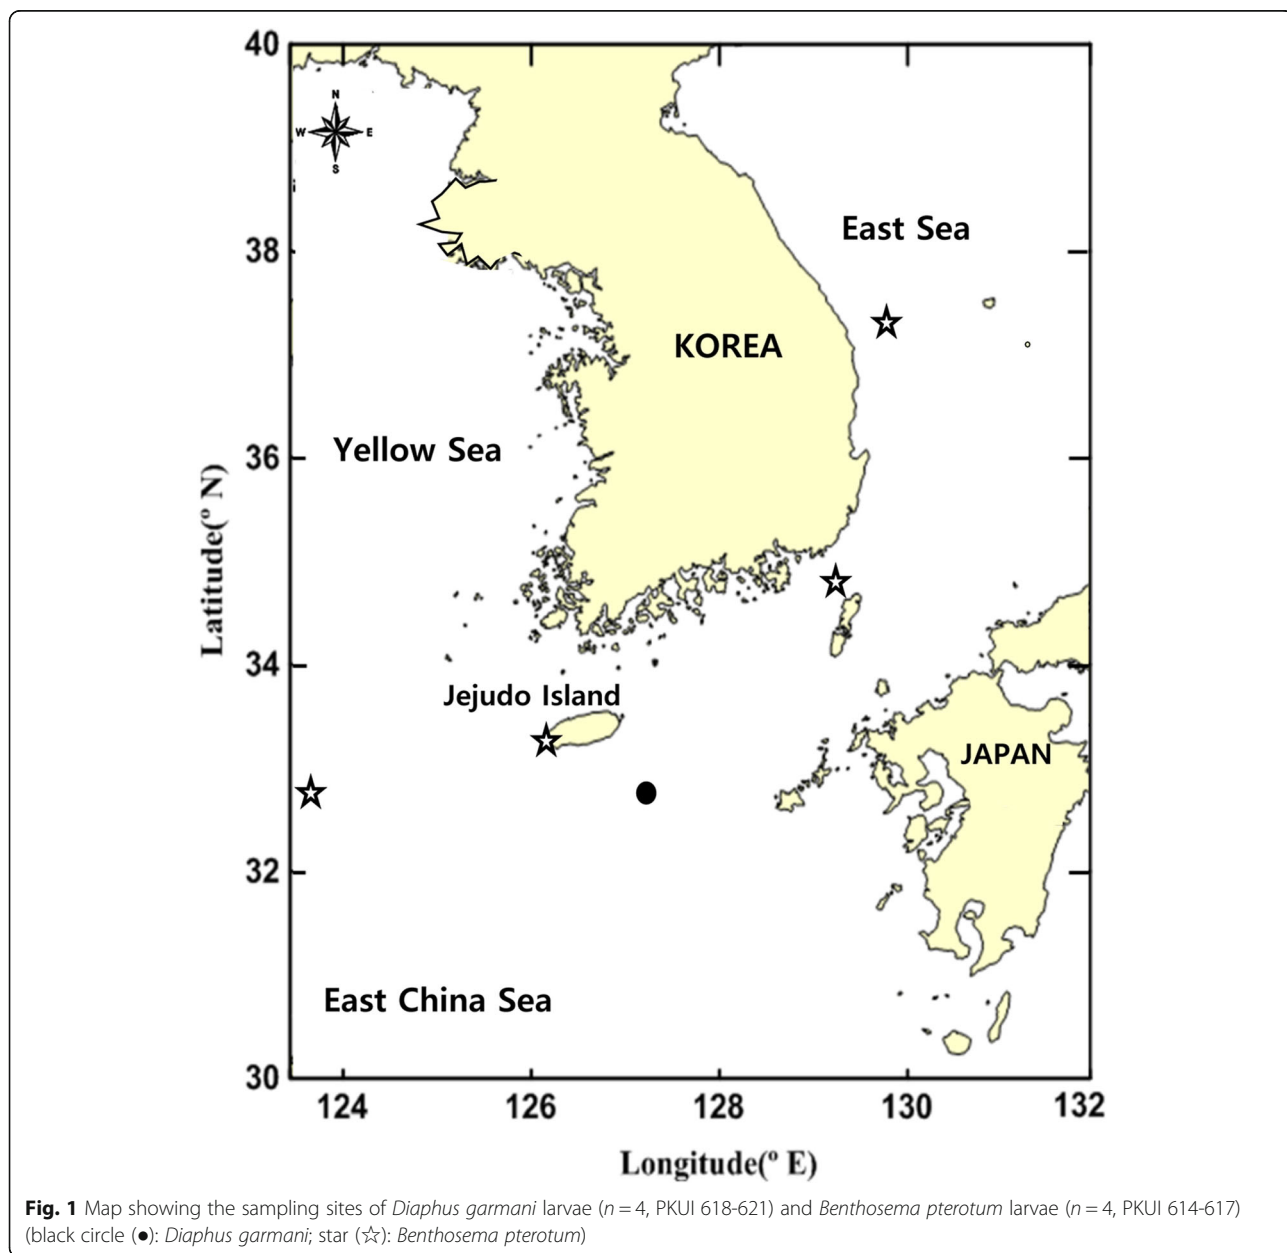 40
N
W E
S
38
East Sea
KOREA
Yellow Sea
36
Latitude(º N)
34
Jejudo Island
JAPAN
32
East China Sea
30
124 126 128 130 132
Longitude(º E)
Fig. 1 Map showing the sampling sites of Diaphus garmani larvae (n = 4, PKUI 618-621) and Benthosema pterotum larvae (n = 4, PKUI 614-617)
(black circle (●): Diaphus garmani; star (☆): Benthosema pterotum)